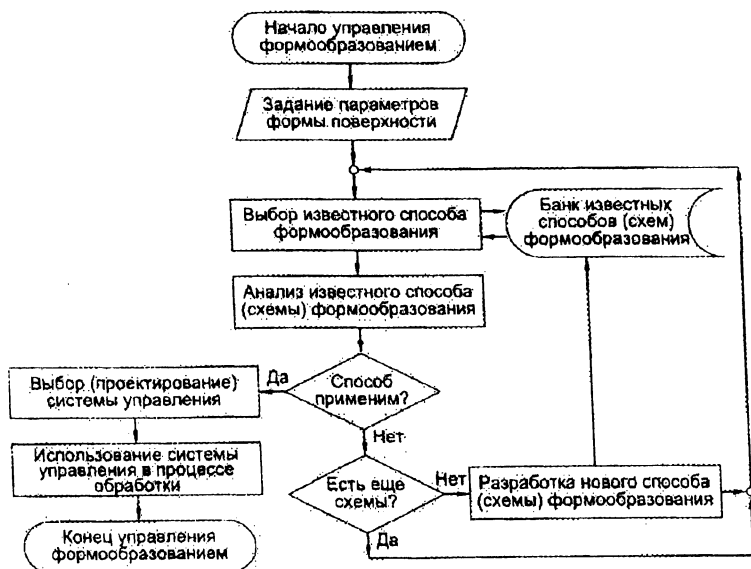 Начало управления
формообразованием
Задание параметров
формы поверхности
Выбор известного способа
формообразования
Банк известных
способов (схем)
формообразования
Анализ известного способа
(схемы) формообразования
Способ
применим?
Да
Выбор (проектирование)
системы управления
Нет
Использование системы
управления в процессе
обработки
Есть еще
схемы?
Нет
Разработка нового способа
(схемы) формообразования
Да
Конец управления
формообразованием